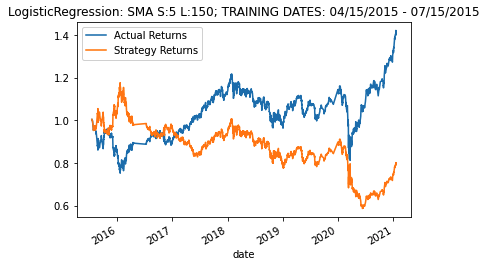 LogisticRegression: SMA S:5 L:150; TRAINING DATES: 04/15/2015 - 07/15/2015
Actual Returns
Strategy Returns
1.4
1.2
1.0
0.8
0.6
2016
2017
2018
2019
2020
2021
date